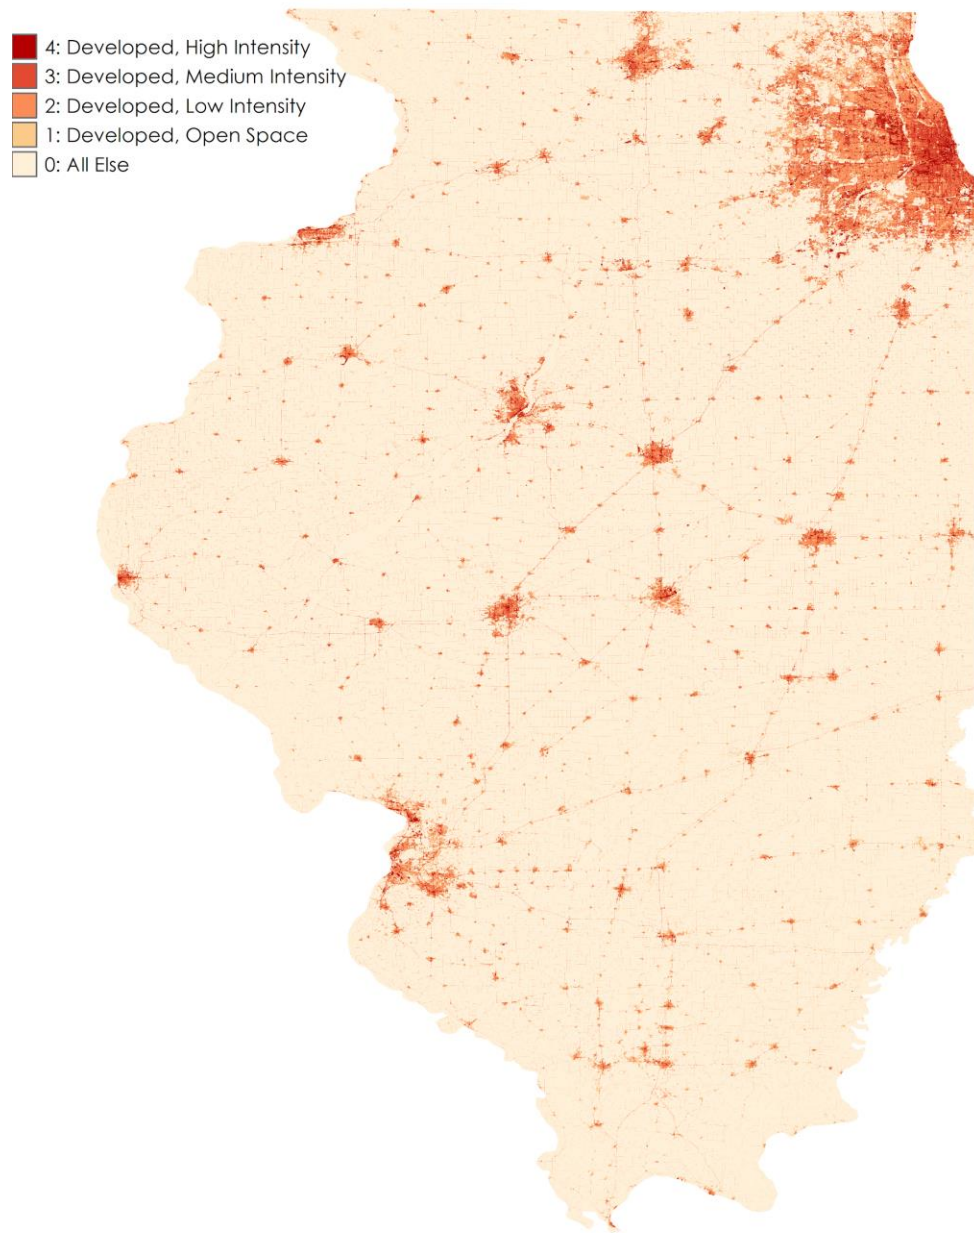 4: Developed, High Intensity
3: Developed, Medium Intensity
2: Developed, Low Intensity
1: Developed, Open Space
0: All Else